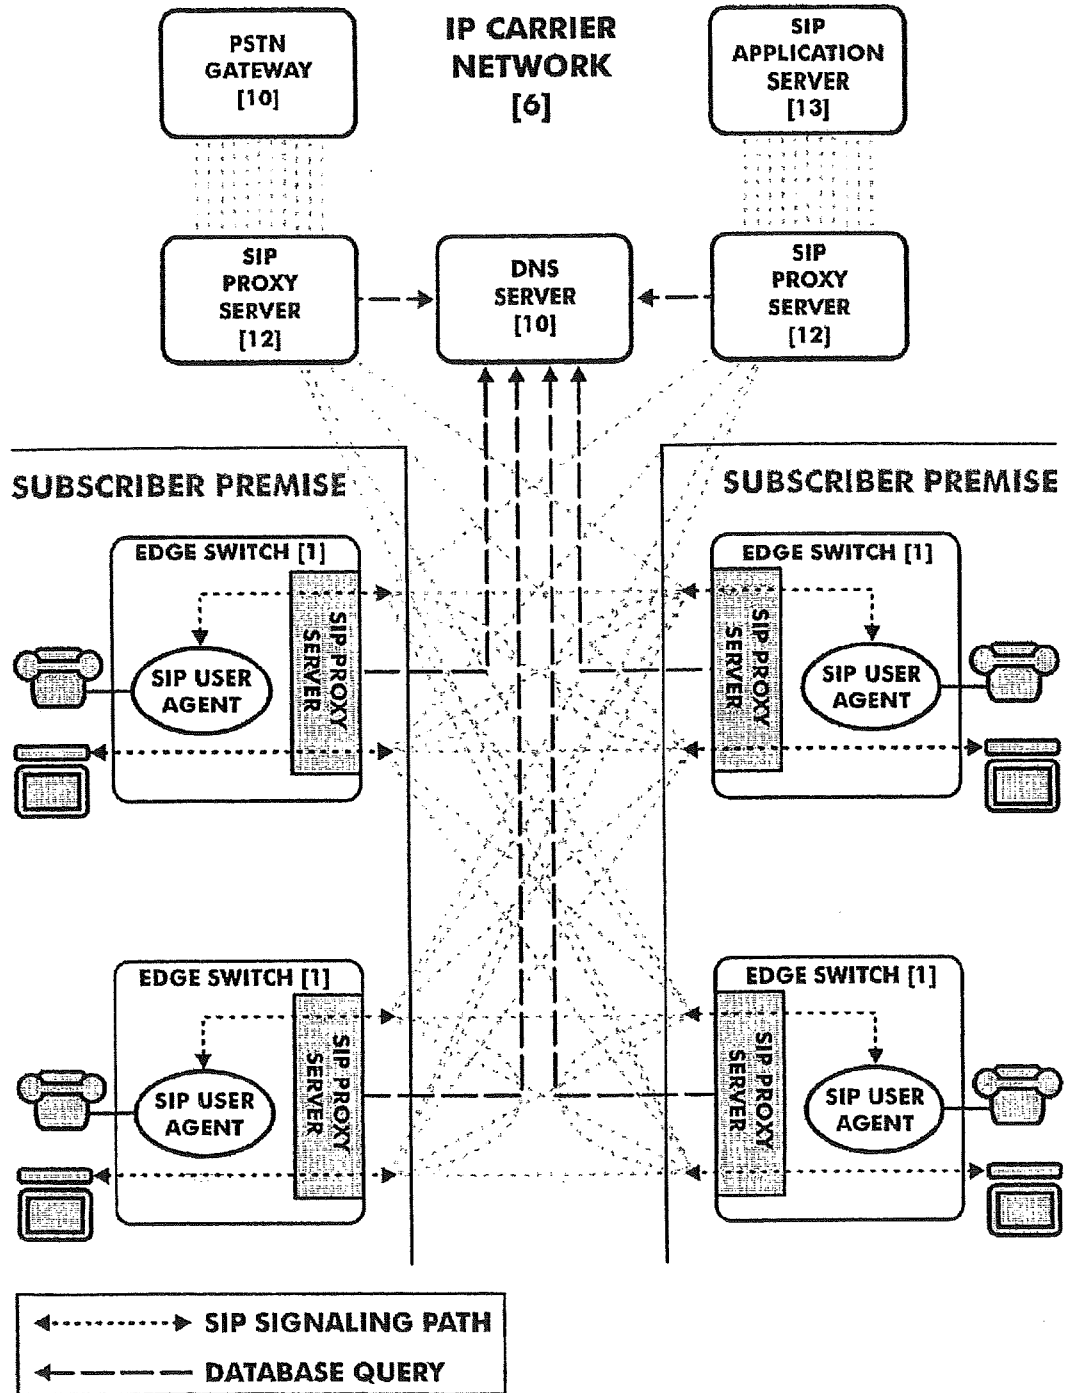 PSTN
GATEWAY
[10]
IP CARRIER
NETWORK
[6]
SIP
APPLICATION
SERVER
[13]
SIP
PROXY
SERVER
[12]
DNS
SERVER
[10]
SIP
PROXY
SERVER
[12]
SUBSCRIBER PREMISE
SUBSCRIBER PREMISE
EDGE SWITCH [1]
SIP USER
AGENT
SIP PROXY
SERVER
EDGE SWITCH [1]
SIP PROXY
SERVER
SIP USER
AGENT
EDGE SWITCH [1]
SIP USER
AGENT
SIP PROXY
SERVER
EDGE SWITCH [1]
SIP PROXY
SERVER
SIP USER
AGENT
SIP SIGNALING PATH
DATABASE QUERY